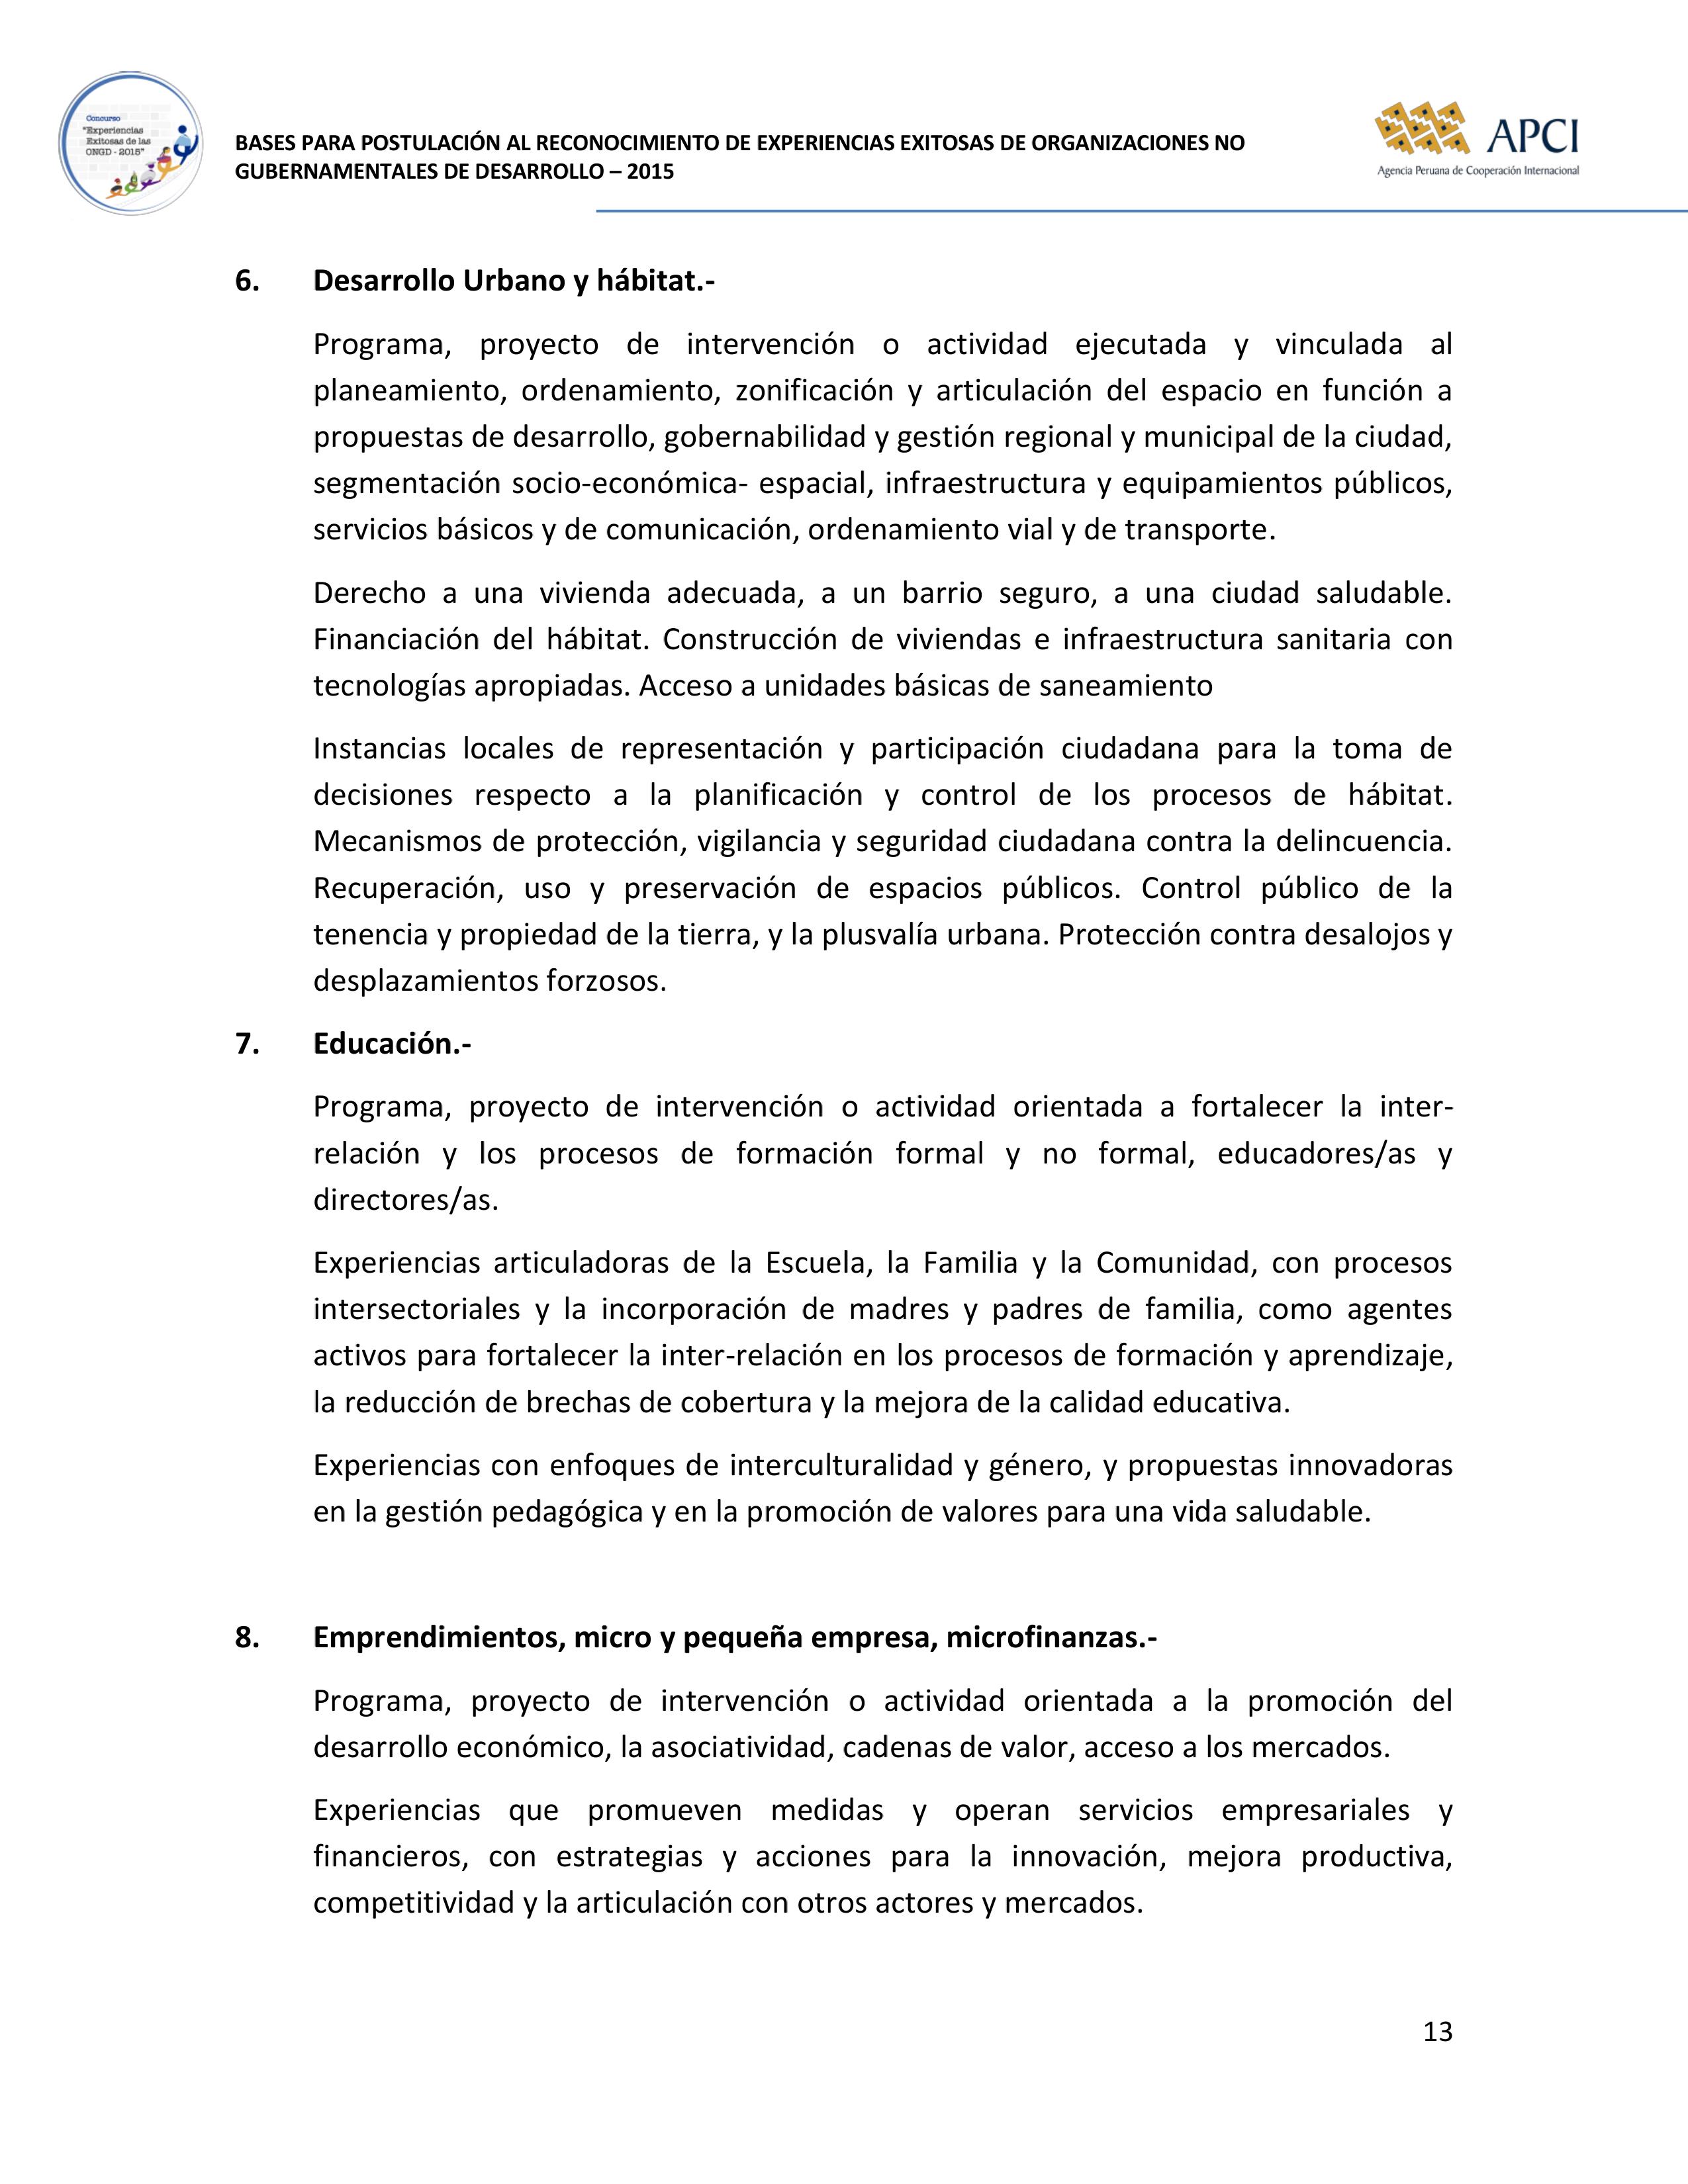 Concurso
"Experiencias
Exitosas de las
ONGD - 2015"
BASES PARA POSTULACIÓN AL RECONOCIMIENTO DE EXPERIENCIAS EXITOSAS DE ORGANIZACIONES NO
GUBERNAMENTALES DE DESARROLLO – 2015
APCI
Agencia Peruana de Cooperación Internacional
6. Desarrollo Urbano y hábitat.-
Programa, proyecto de intervención o actividad ejecutada y vinculada al
planeamiento, ordenamiento, zonificación y articulación del espacio en función a
propuestas de desarrollo, gobernabilidad y gestión regional y municipal de la ciudad,
segmentación socio-económica- espacial, infraestructura y equipamientos públicos,
servicios básicos y de comunicación, ordenamiento vial y de transporte.
Derecho a una vivienda adecuada, a un barrio seguro, a una ciudad saludable.
Financiación del hábitat. Construcción de viviendas e infraestructura sanitaria con
tecnologías apropiadas. Acceso a unidades básicas de saneamiento
Instancias locales de representación y participación ciudadana para la toma de
decisiones respecto a la planificación y control de los procesos de hábitat.
Mecanismos de protección, vigilancia y seguridad ciudadana contra la delincuencia.
Recuperación, uso y preservación de espacios públicos. Control público de la
tenencia y propiedad de la tierra, y la plusvalía urbana. Protección contra desalojos y
desplazamientos forzosos.
7. Educación.-
Programa, proyecto de intervención o actividad orientada a fortalecer la inter-
relación y los procesos de formación formal y no formal, educadores/as y
directores/as.
Experiencias articuladoras de la Escuela, la Familia y la Comunidad, con procesos
intersectoriales y la incorporación de madres y padres de familia, como agentes
activos para fortalecer la inter-relación en los procesos de formación y aprendizaje,
la reducción de brechas de cobertura y la mejora de la calidad educativa.
Experiencias con enfoques de interculturalidad y género, y propuestas innovadoras
en la gestión pedagógica y en la promoción de valores para una vida saludable.
8. Emprendimientos, micro y pequeña empresa, microfinanzas.-
Programa, proyecto de intervención o actividad orientada a la promoción del
desarrollo económico, la asociatividad, cadenas de valor, acceso a los mercados.
Experiencias que promueven medidas y operan servicios empresariales y
financieros, con estrategias y acciones para la innovación, mejora productiva,
competitividad y la articulación con otros actores y mercados.
13